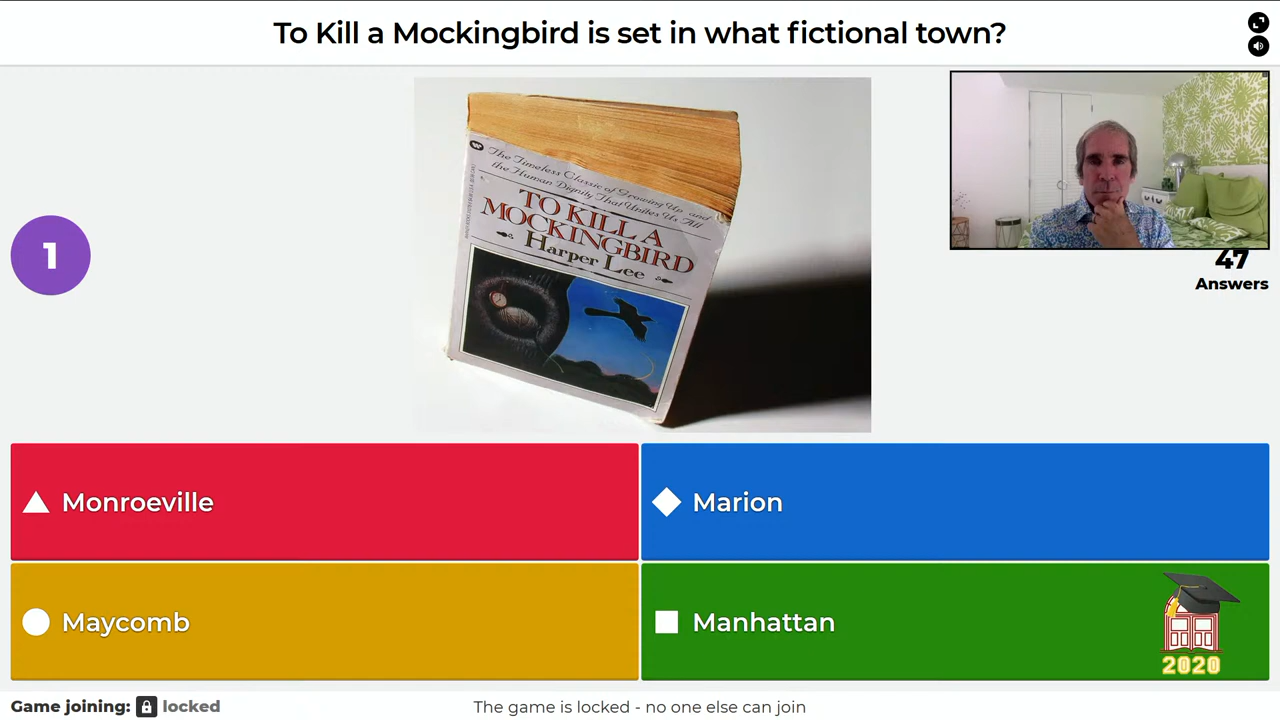 To Kill a Mockingbird is set in what fictional town?
The Timeless Classic of Growing Up and
the Human Dignity That Unites Us All
TO KILL A
MOCKINGBIRD
Harper Lee
1
47
Answers
Monroeville
Marion
Maycomb
Manhattan
2020
Game joining: locked
The game is locked - no one else can join